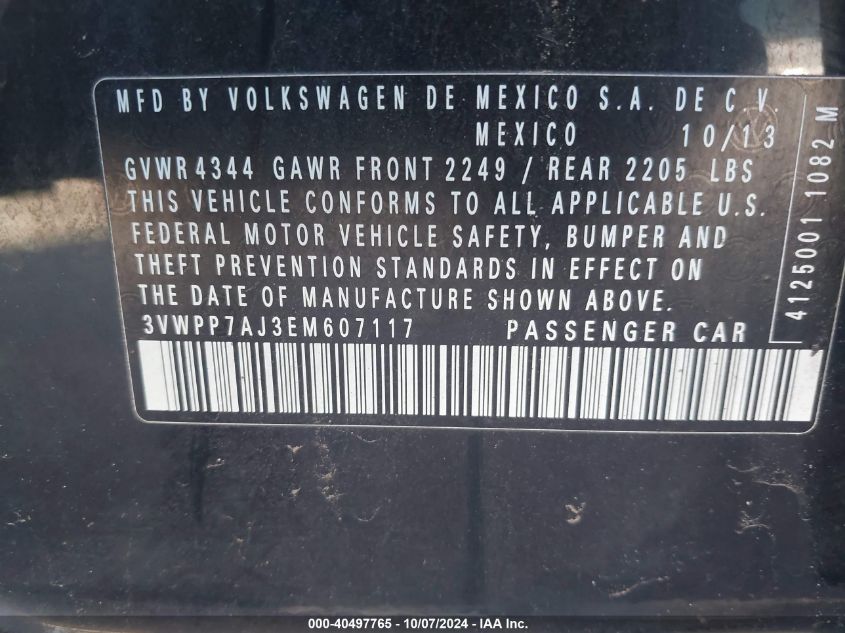 MFD BY VOLKSWAGEN DE MEXICO S.A. DE C.V.
MEXICO 10/13
GVWR 4344 GAWR FRONT 2249 / REAR 2205 LBS
THIS VEHICLE CONFORMS TO ALL APPLICABLE U.S.
FEDERAL MOTOR VEHICLE SAFETY, BUMPER AND
THEFT PREVENTION STANDARDS IN EFFECT ON
THE DATE OF MANUFACTURE SHOWN ABOVE.
3VWPP7AJ3EM607117 PASSENGER CAR
4125001 1082 M
000-40497765 - 10/07/2024 - IAA Inc.